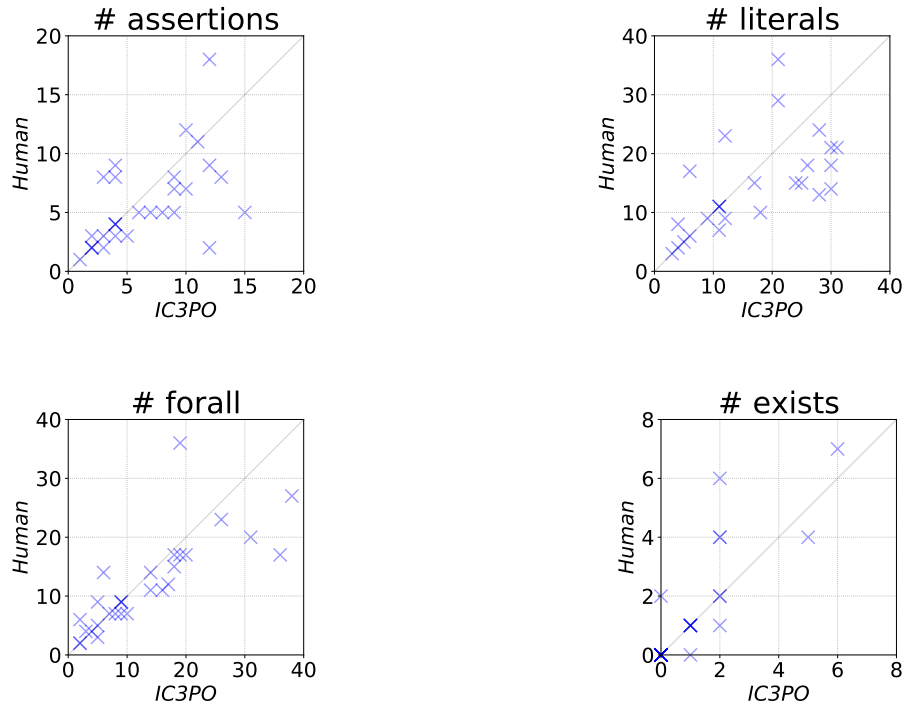 # assertions
20
15
10
5
0
Human
0 5 10 15 20
IC3PO
# literals
40
30
20
10
0
Human
0 10 20 30 40
IC3PO
# forall
40
30
20
10
0
Human
0 10 20 30 40
IC3PO
# exists
8
6
4
2
0
Human
0 2 4 6 8
IC3PO